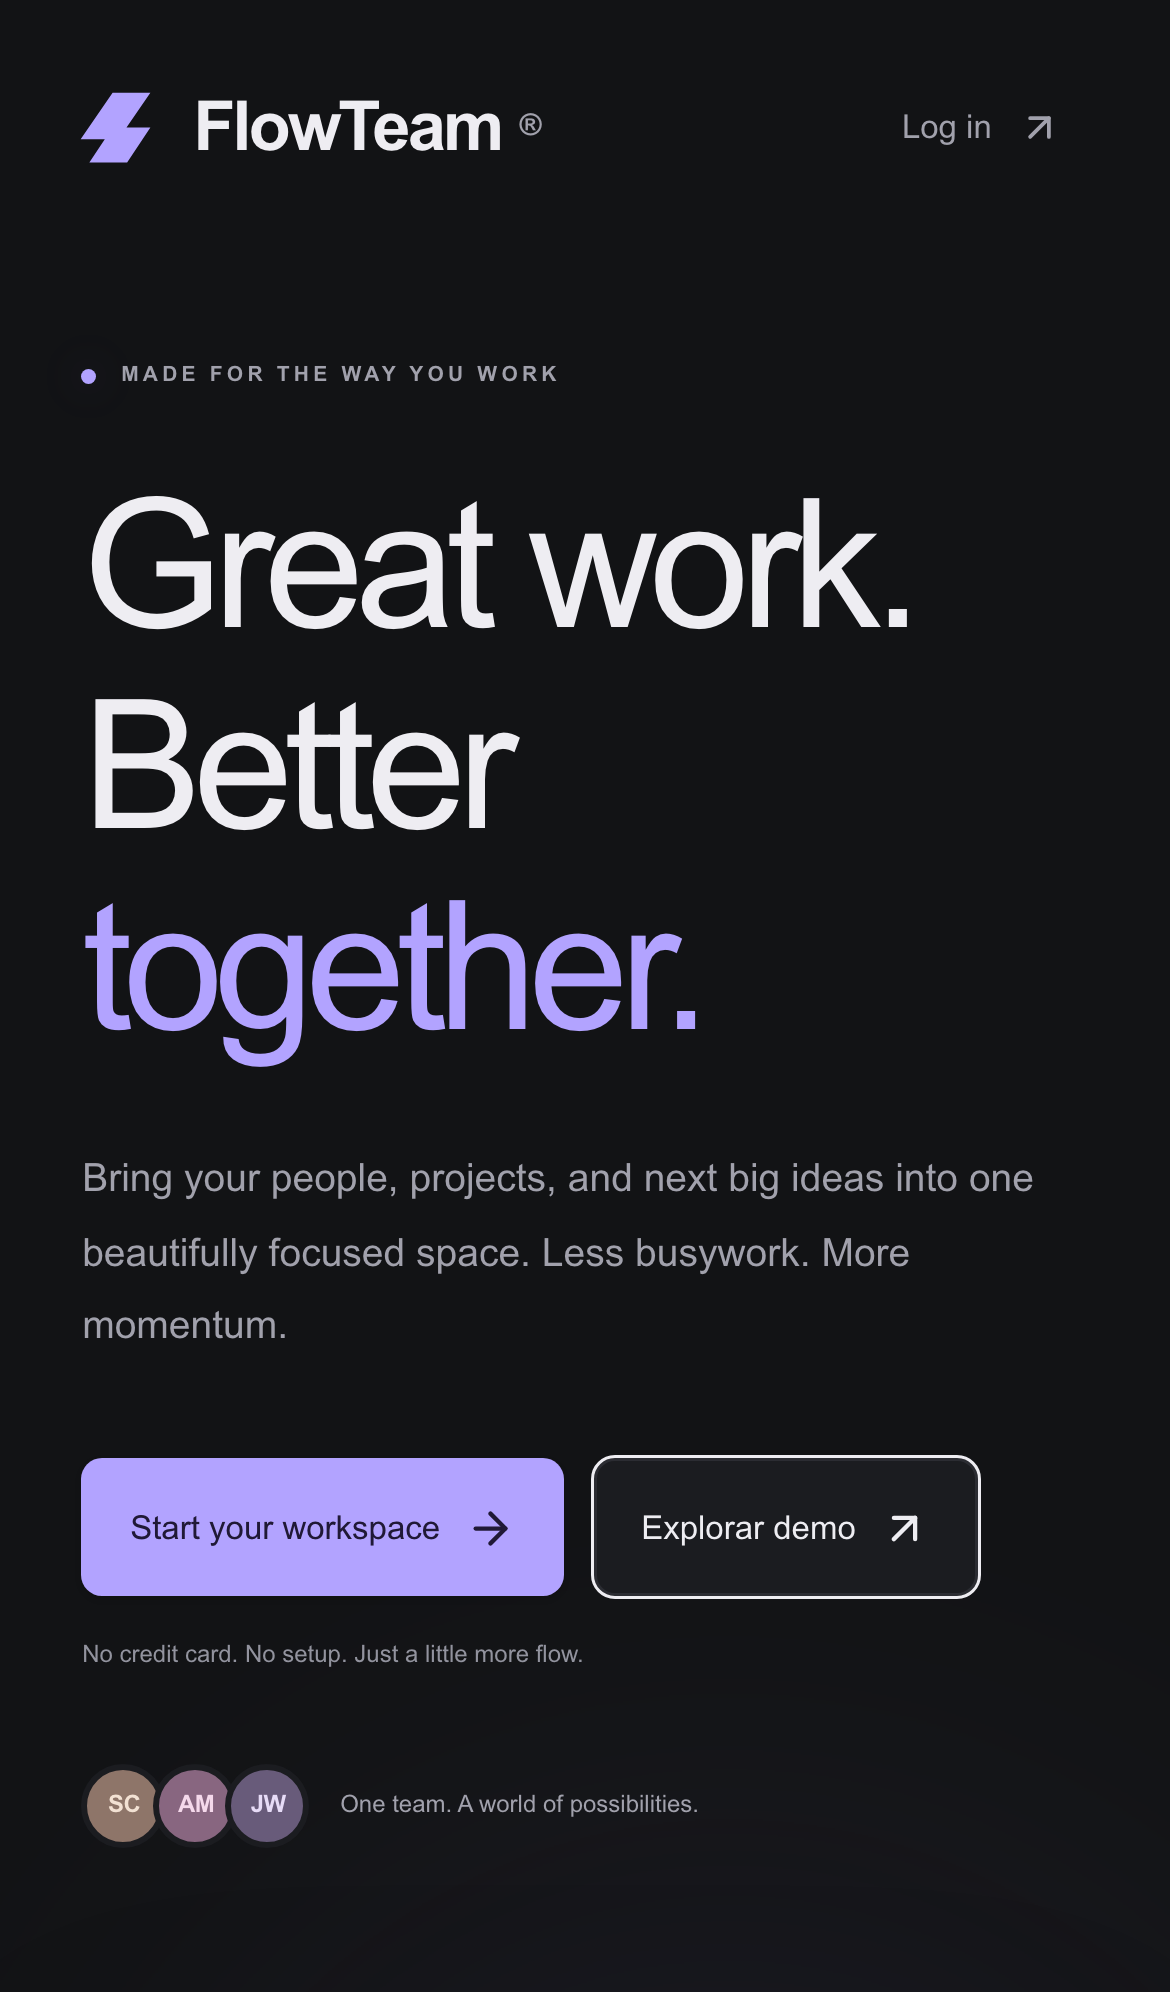 FlowTeam ®
Log in
MADE FOR THE WAY YOU WORK
Great work.
Better
together.
Bring your people, projects, and next big ideas into one
beautifully focused space. Less busywork. More
momentum.
Start your workspace
Explorar demo
No credit card. No setup. Just a little more flow.
SC AM JW
One team. A world of possibilities.